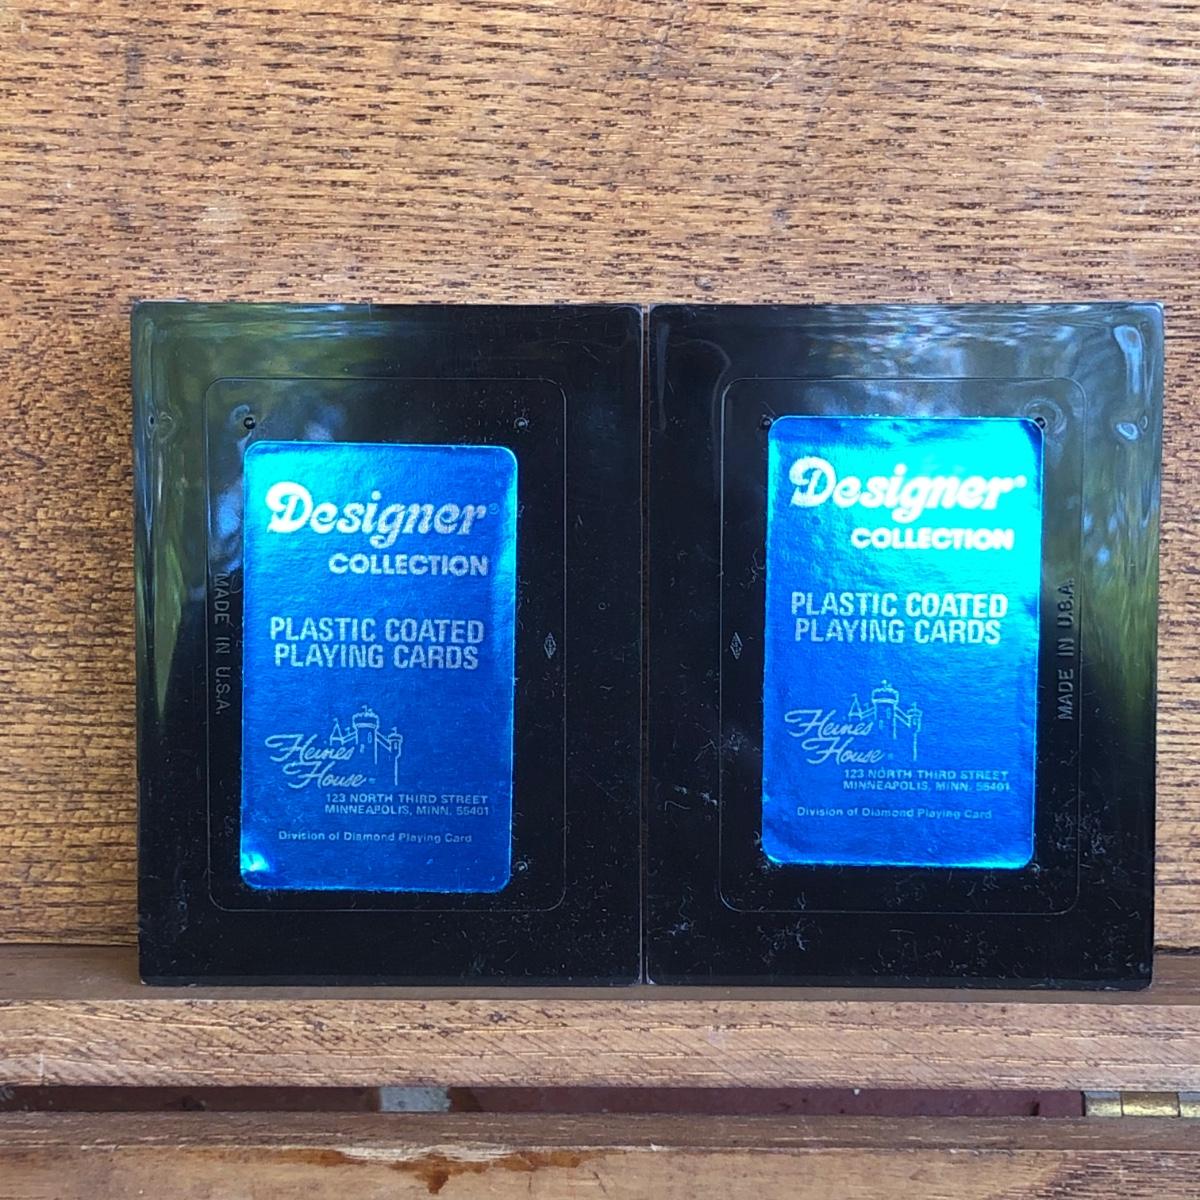 Designer®
COLLECTION
PLASTIC COATED
PLAYING CARDS
Heines
House®
123 NORTH THIRD STREET
MINNEAPOLIS, MINN. 55401
Division of Diamond Playing Card
MADE IN U.S.A.
Designer®
COLLECTION
PLASTIC COATED
PLAYING CARDS
Heines
House®
123 NORTH THIRD STREET
MINNEAPOLIS, MINN. 55401
Division of Diamond Playing Card
MADE IN U.S.A.